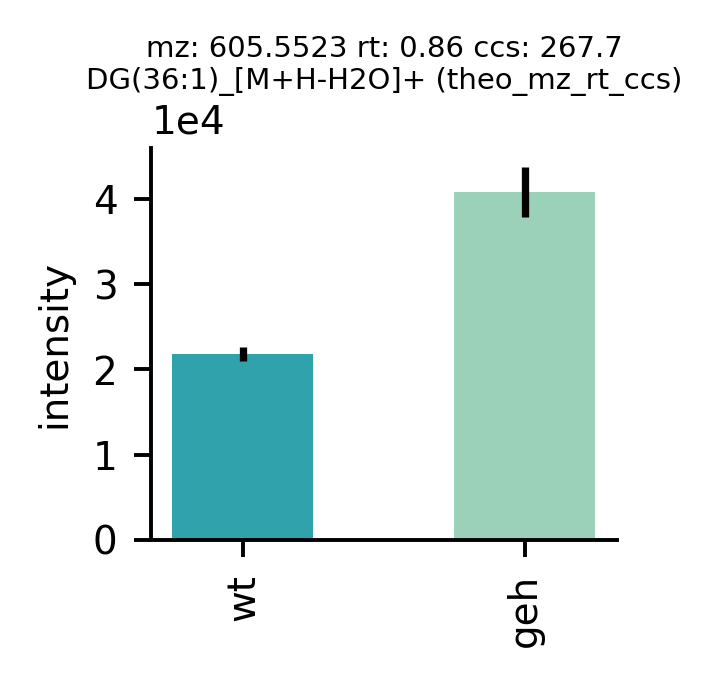 mz: 605.5523 rt: 0.86 ccs: 267.7
DG(36:1)_[M+H-H2O]+ (theo_mz_rt_ccs)
1e4
4
3
2
1
0
intensity
wt
geh